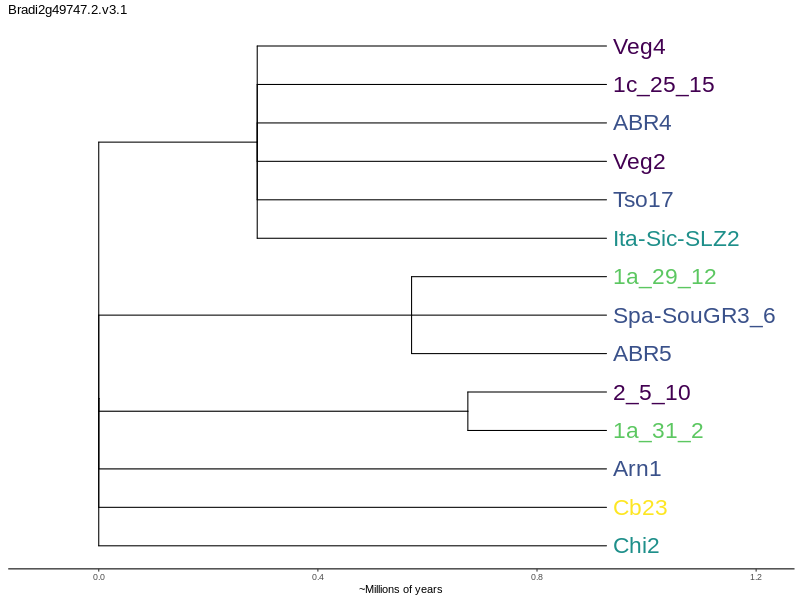 Bradi2g49747.2.v3.1
Veg4
1c_25_15
ABR4
Veg2
Tso17
Ita-Sic-SLZ2
1a_29_12
Spa-SouGR3_6
ABR5
2_5_10
1a_31_2
Arn1
Cb23
Chi2
0.0 0.4 0.8 1.2
~Millions of years